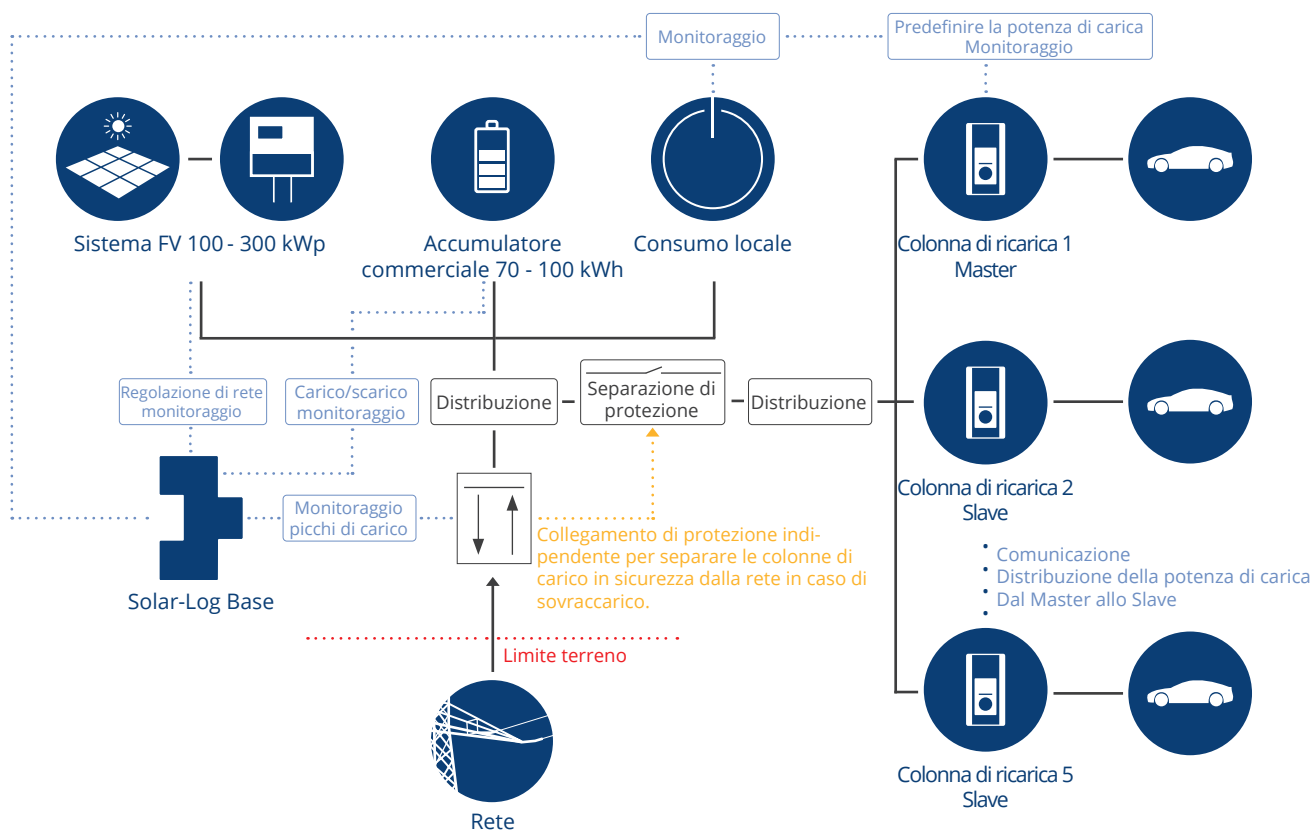 Monitoraggio
Predefinire la potenza di carica
Monitoraggio
Sistema FV 100 - 300 kWp
Accumulatore
commerciale 70 - 100 kWh
Consumo locale
Colonna di ricarica 1
Master
Regolazione di rete
monitoraggio
Carico/scarico
monitoraggio
Distribuzione
Separazione di
protezione
Distribuzione
Colonna di ricarica 2
Slave
Monitoraggio
picchi di carico
Collegamento di protezione indi-
pendente per separare le colonne di
carico in sicurezza dalla rete in caso di
sovraccarico.
Solar-Log Base
Comunicazione
Distribuzione della potenza di carica
Dal Master allo Slave
Limite terreno
Colonna di ricarica 5
Slave
Rete